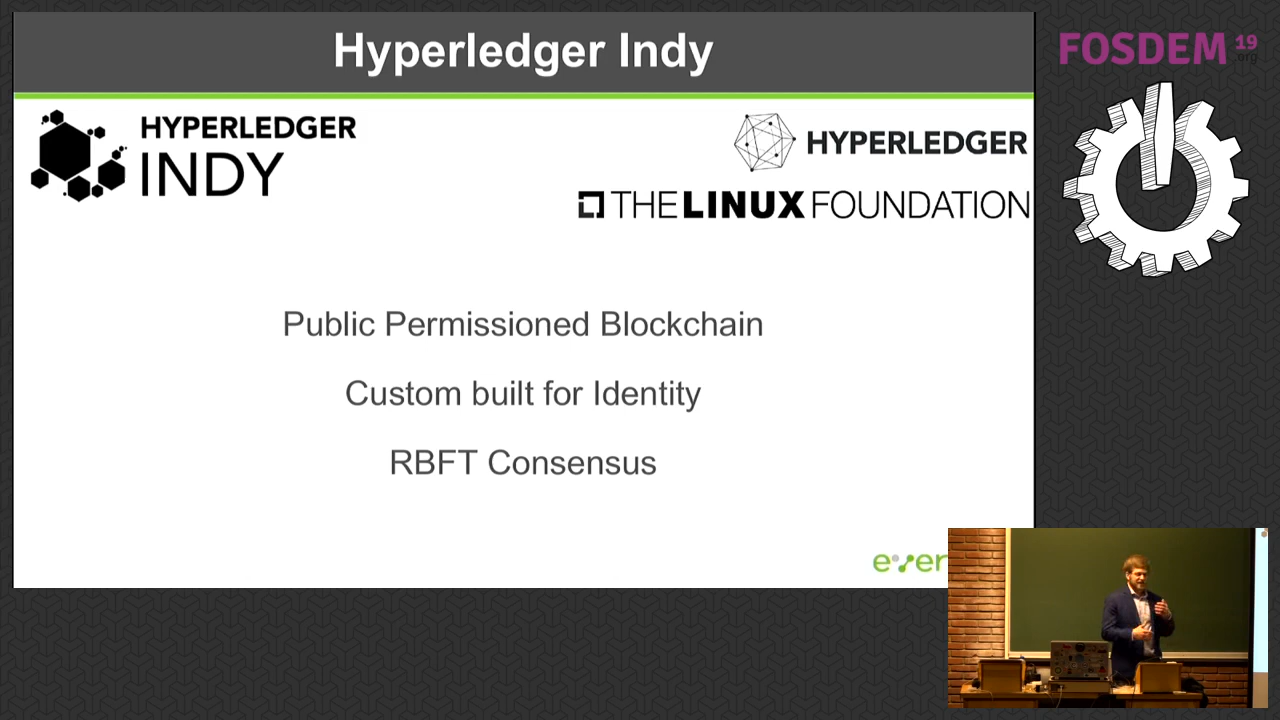 Hyperledger Indy
HYPERLEDGER
INDY
HYPERLEDGER
THE LINUX FOUNDATION
Public Permissioned Blockchain
Custom built for Identity
RBFT Consensus
FOSDEM 19
.org